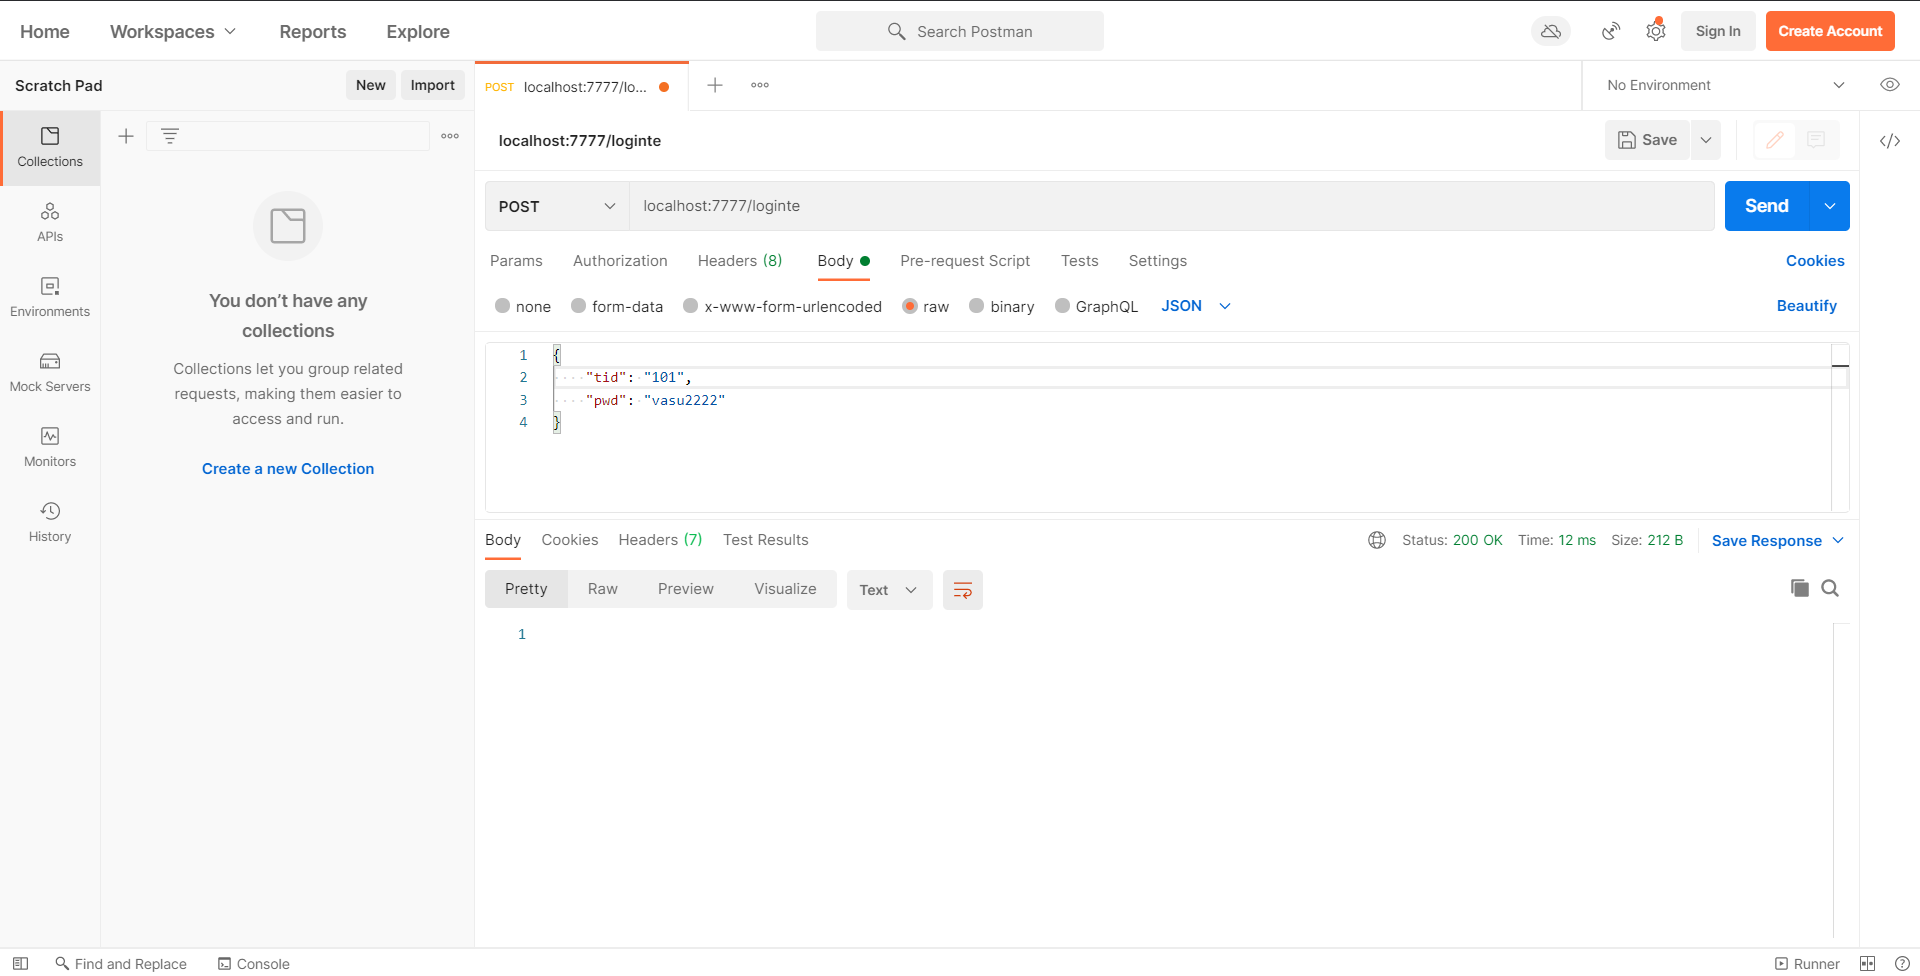 Home Workspaces Reports Explore Search Postman Sign In Create Account
Scratch Pad New Import POST localhost:7777/lo... No Environment
Collections
localhost:7777/loginte Save
APIs
Environments
Mock Servers
Monitors
History
You don’t have any
collections
Collections let you group related
requests, making them easier to
access and run.
Create a new Collection
POST localhost:7777/loginte Send
Params Authorization Headers (8) Body Pre-request Script Tests Settings Cookies
none form-data x-www-form-urlencoded raw binary GraphQL JSON Beautify
1 {
2 "tid": "101",
3 "pwd": "vasu2222"
4 }
Body Cookies Headers (7) Test Results Status: 200 OK Time: 12 ms Size: 212 B Save Response
Pretty Raw Preview Visualize Text
1
Find and Replace Console Runner